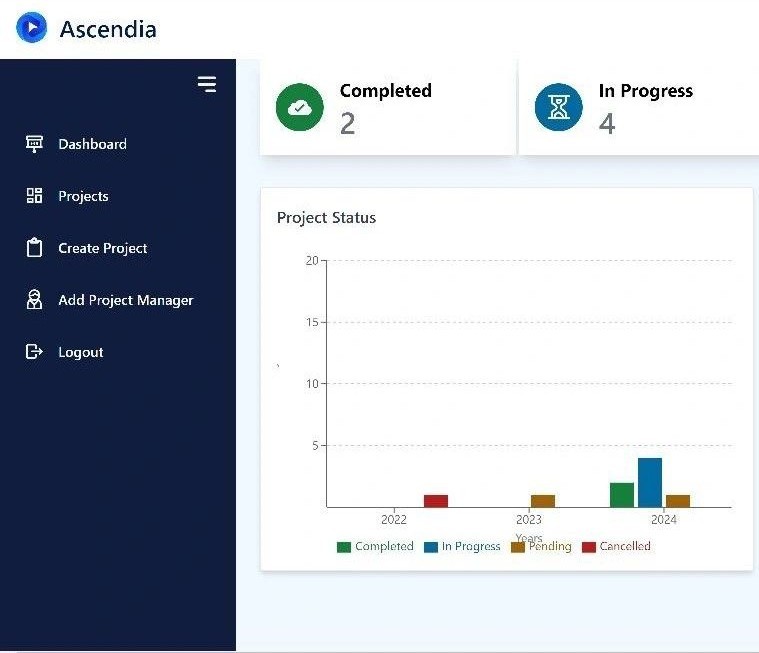 Ascendia
Dashboard
Projects
Create Project
Add Project Manager
Logout
Completed
2
In Progress
4
Project Status
20
15
10
5
2022 2023 2024
Years
Completed In Progress Pending Cancelled